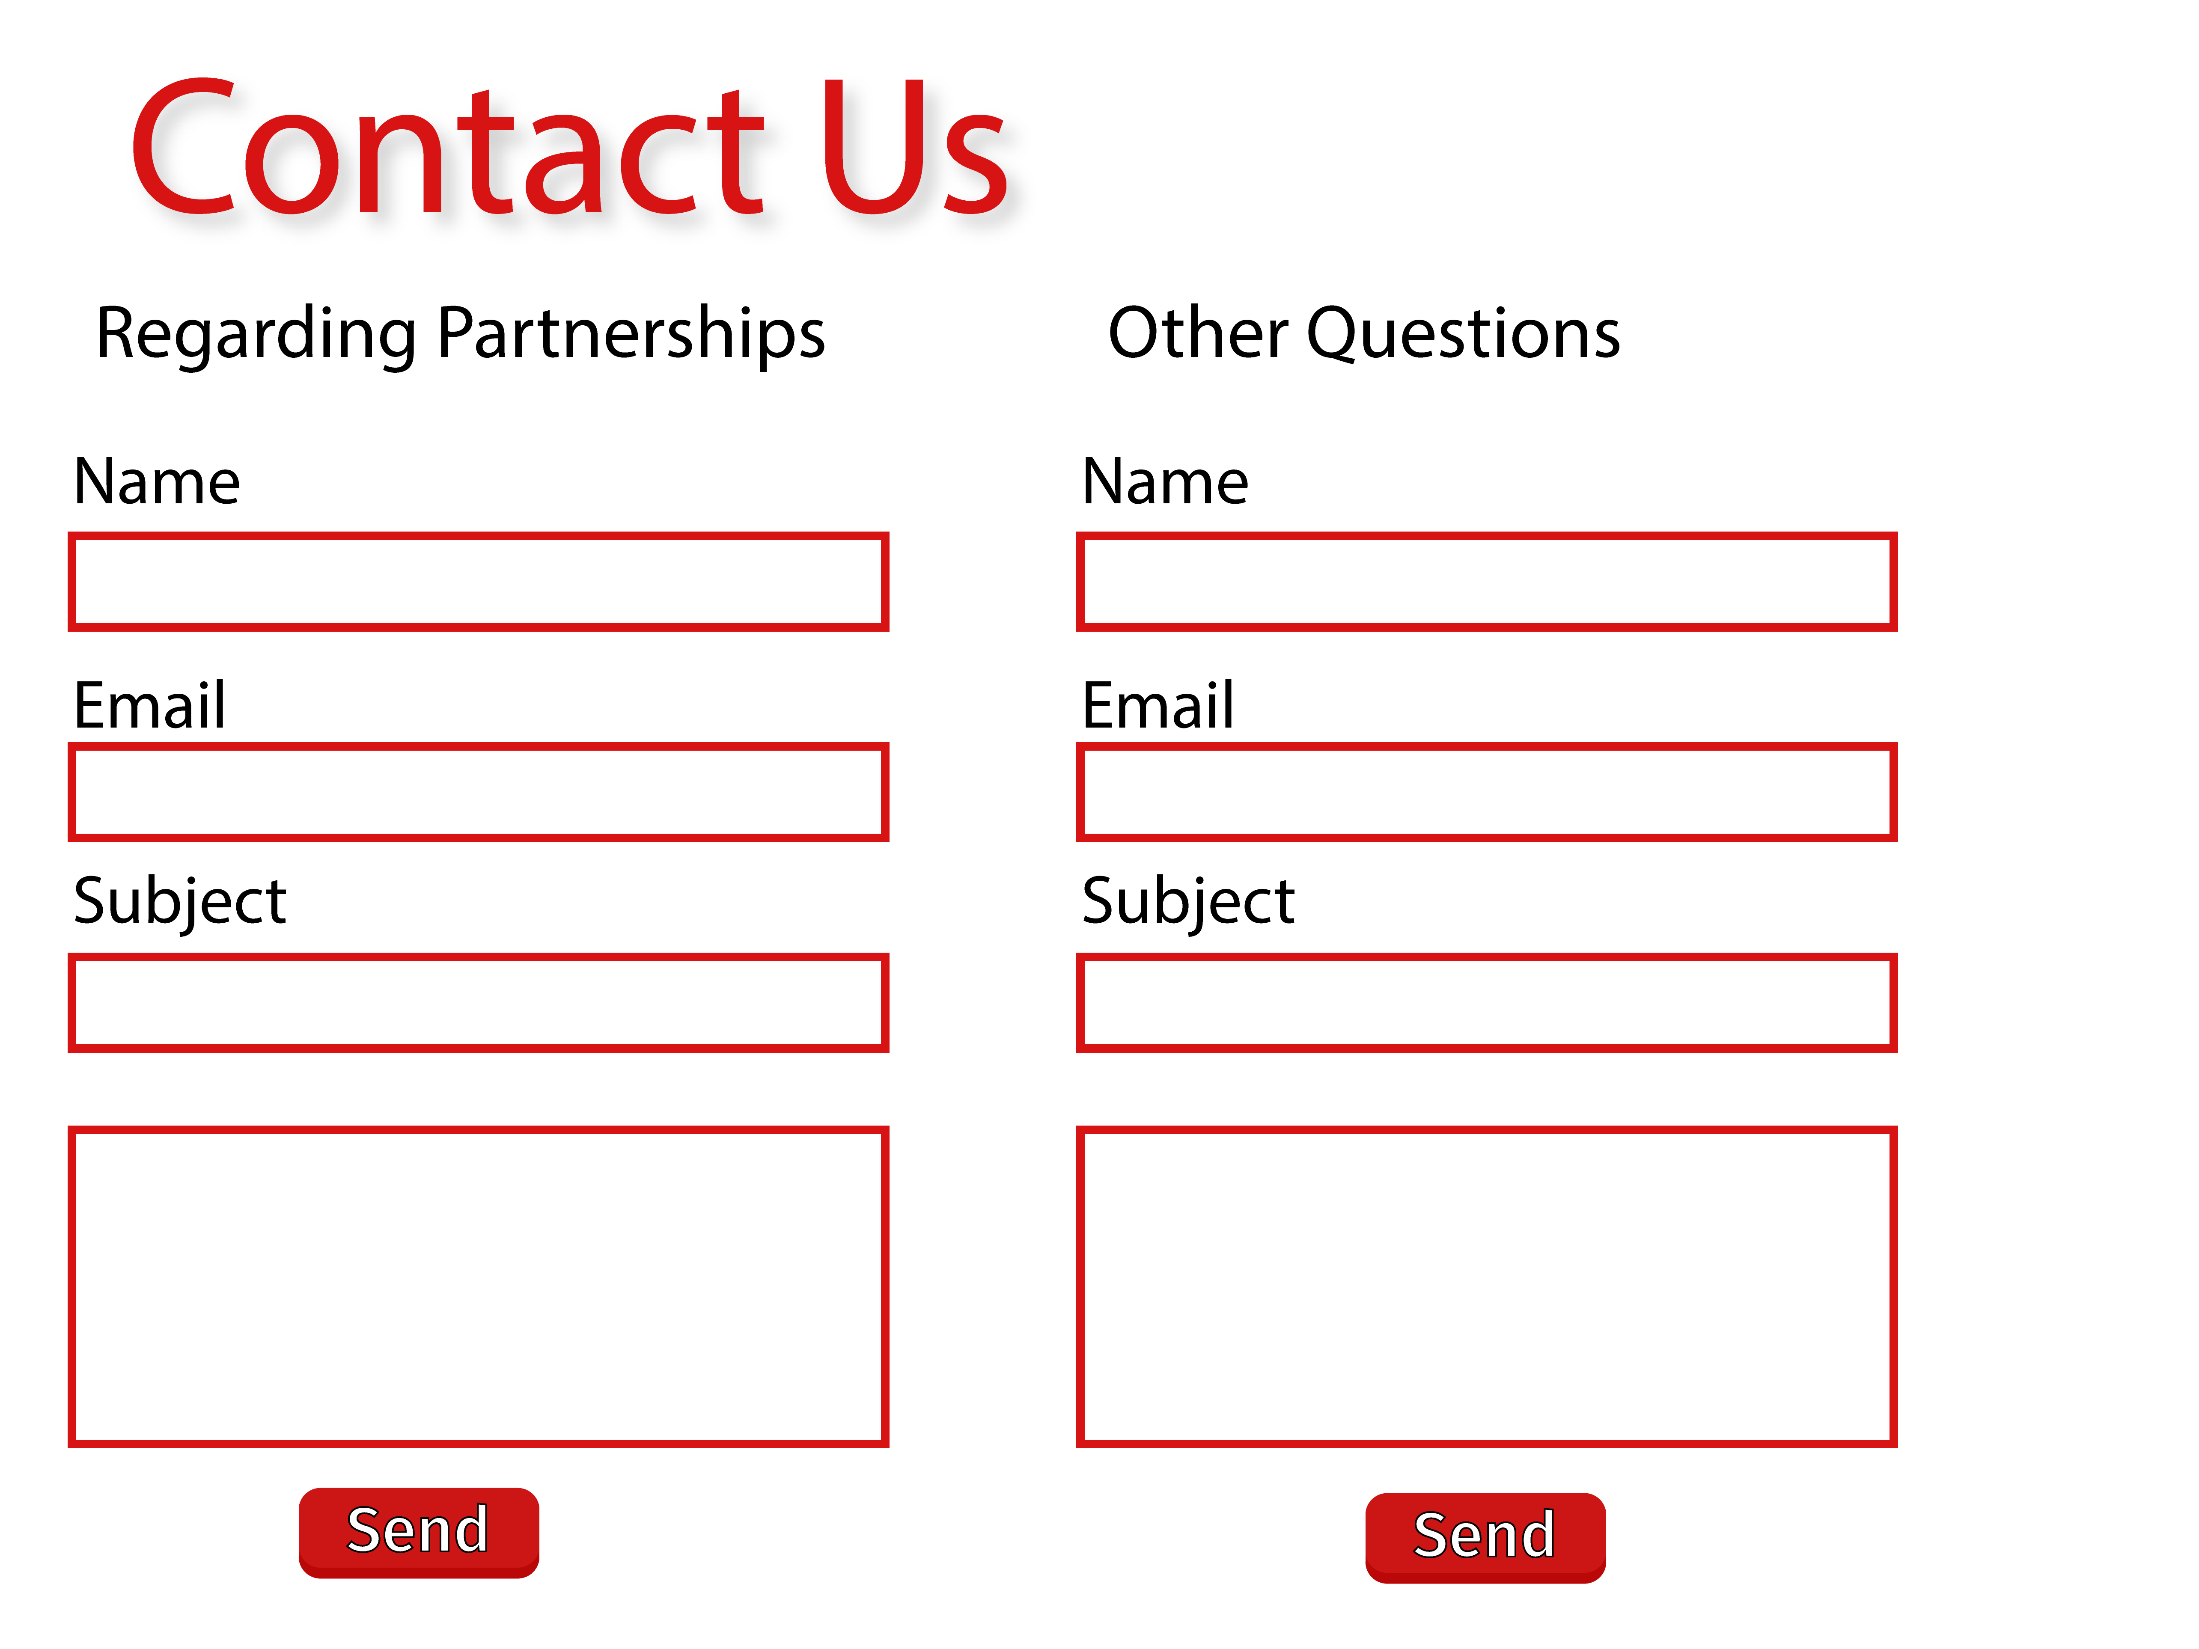 Contact Us
Regarding Partnerships
Name
Email
Subject
Send
Other Questions
Name
Email
Subject
Send